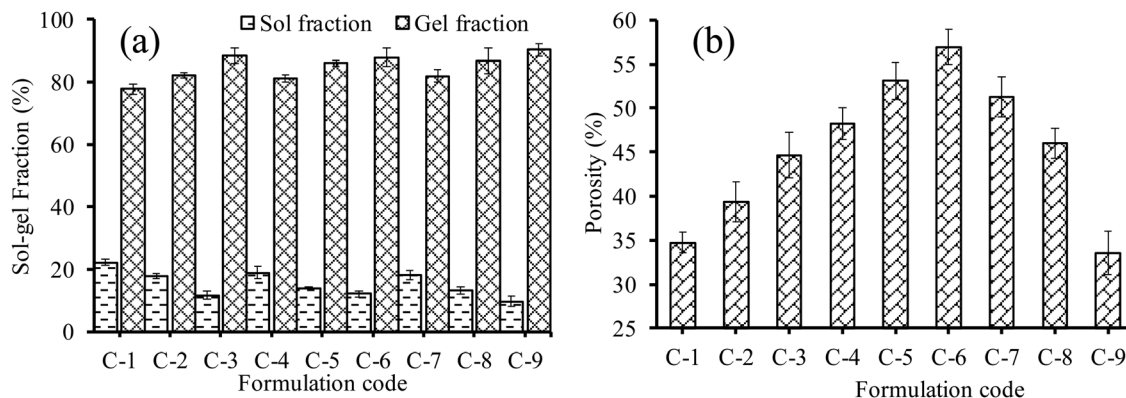 (a)
Sol fraction Gel fraction
Sol-gel Fraction (%)
100
80
60
40
20
0
C-1 C-2 C-3 C-4 C-5 C-6 C-7 C-8 C-9
Formulation code
(b)
Porosity (%)
60
55
50
45
40
35
30
25
C-1 C-2 C-3 C-4 C-5 C-6 C-7 C-8 C-9
Formulation code